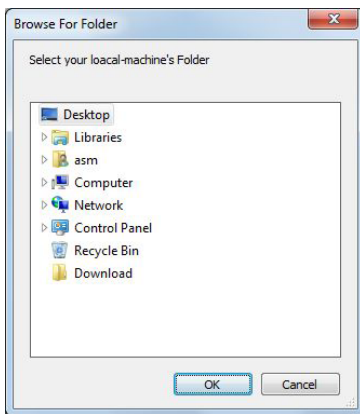 Browse For Folder
Select your loacal-machine's Folder
Desktop
Libraries
asm
Computer
Network
Control Panel
Recycle Bin
Download
OK Cancel